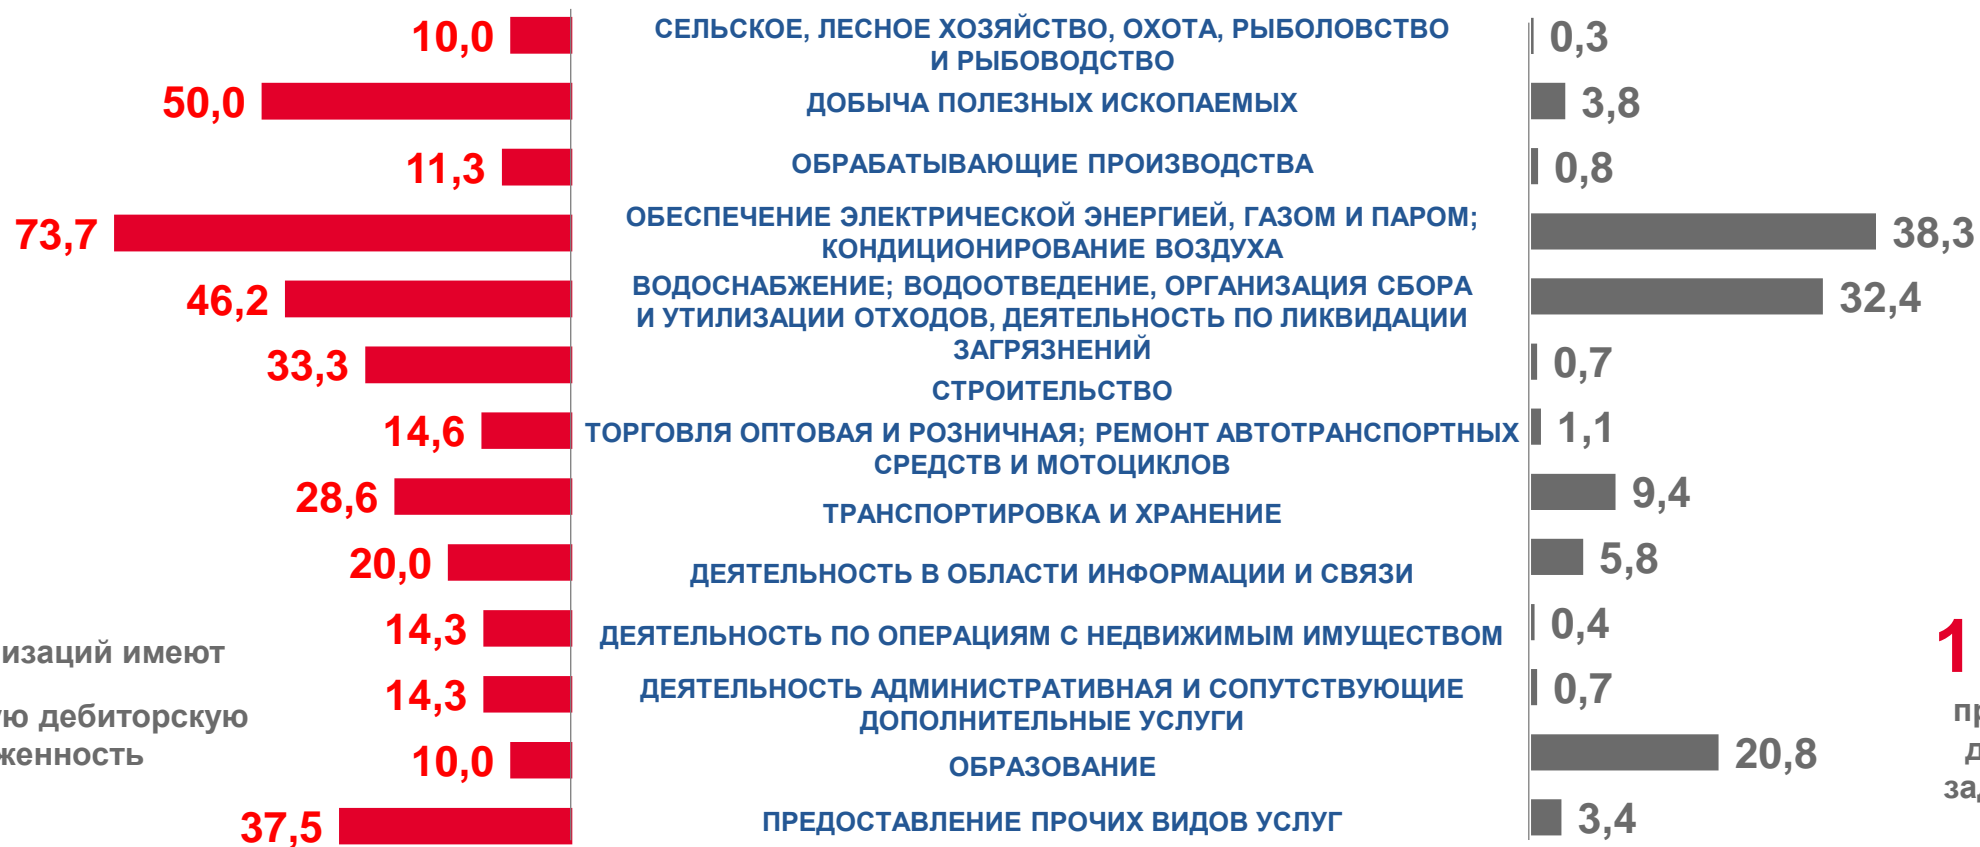 10,0
СЕЛЬСКОЕ, ЛЕСНОЕ ХОЗЯЙСТВО, ОХОТА, РЫБОЛОВСТВО
И РЫБОВОДСТВО
0,3
50,0
ДОБЫЧА ПОЛЕЗНЫХ ИСКОПАЕМЫХ
3,8
11,3
ОБРАБАТЫВАЮЩИЕ ПРОИЗВОДСТВА
0,8
73,7
ОБЕСПЕЧЕНИЕ ЭЛЕКТРИЧЕСКОЙ ЭНЕРГИЕЙ, ГАЗОМ И ПАРОМ;
КОНДИЦИОНИРОВАНИЕ ВОЗДУХА
38,3
46,2
ВОДОСНАБЖЕНИЕ; ВОДООТВЕДЕНИЕ, ОРГАНИЗАЦИЯ СБОРА
И УТИЛИЗАЦИИ ОТХОДОВ, ДЕЯТЕЛЬНОСТЬ ПО ЛИКВИДАЦИИ
ЗАГРЯЗНЕНИЙ
32,4
33,3
СТРОИТЕЛЬСТВО
0,7
14,6
ТОРГОВЛЯ ОПТОВАЯ И РОЗНИЧНАЯ; РЕМОНТ АВТОТРАНСПОРТНЫХ
СРЕДСТВ И МОТОЦИКЛОВ
1,1
28,6
ТРАНСПОРТИРОВКА И ХРАНЕНИЕ
9,4
20,0
ДЕЯТЕЛЬНОСТЬ В ОБЛАСТИ ИНФОРМАЦИИ И СВЯЗИ
5,8
14,3
ДЕЯТЕЛЬНОСТЬ ПО ОПЕРАЦИЯМ С НЕДВИЖИМЫМ ИМУЩЕСТВОМ
0,4
14,3
ДЕЯТЕЛЬНОСТЬ АДМИНИСТРАТИВНАЯ И СОПУТСТВУЮЩИЕ
ДОПОЛНИТЕЛЬНЫЕ УСЛУГИ
0,7
10,0
ОБРАЗОВАНИЕ
20,8
37,5
ПРЕДОСТАВЛЕНИЕ ПРОЧИХ ВИДОВ УСЛУГ
3,4
изаций имеют
ю дебиторскую
женность
1
пр
д
зад